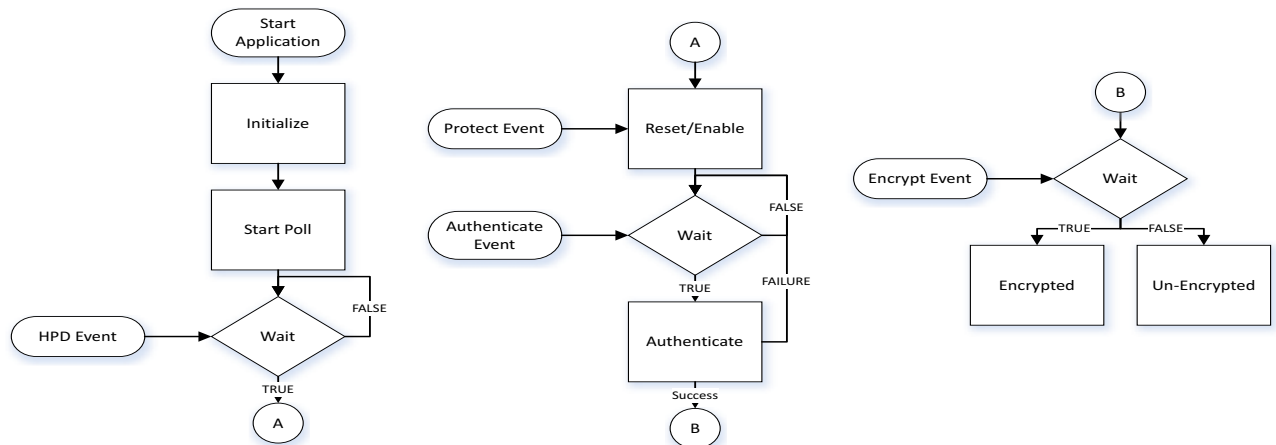 Start
Application
Initialize
Start Poll
FALSE
HPD Event
Wait
TRUE
A
A
Protect Event
Reset/Enable
FALSE
Authenticate
Event
Wait
FAILURE
TRUE
Authenticate
Success
B
B
Encrypt Event
Wait
TRUE
FALSE
Encrypted
Un-Encrypted